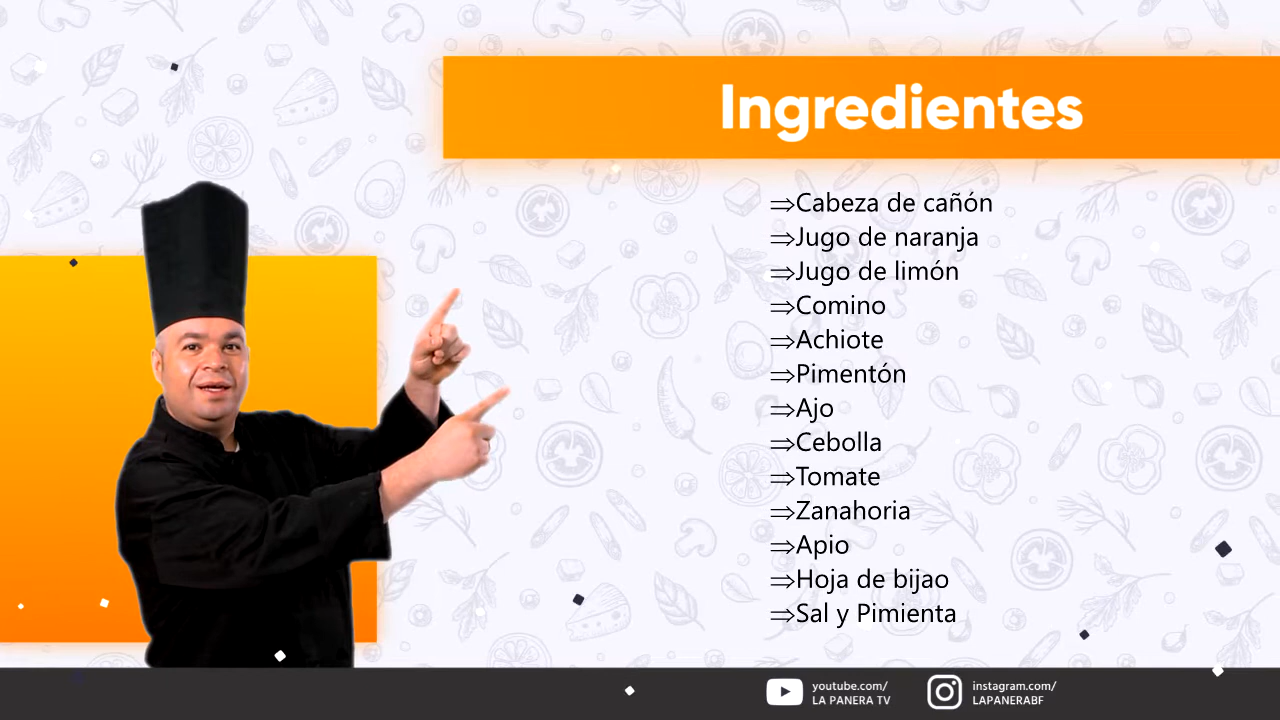 Ingredientes
⇒Cabeza de cañón
⇒Jugo de naranja
⇒Jugo de limón
⇒Comino
⇒Achiote
⇒Pimentón
⇒Ajo
⇒Cebolla
⇒Tomate
⇒Zanahoria
⇒Apio
⇒Hoja de bijao
⇒Sal y Pimienta
youtube.com/
LA PANERA TV
instagram.com/
LAPANERABF